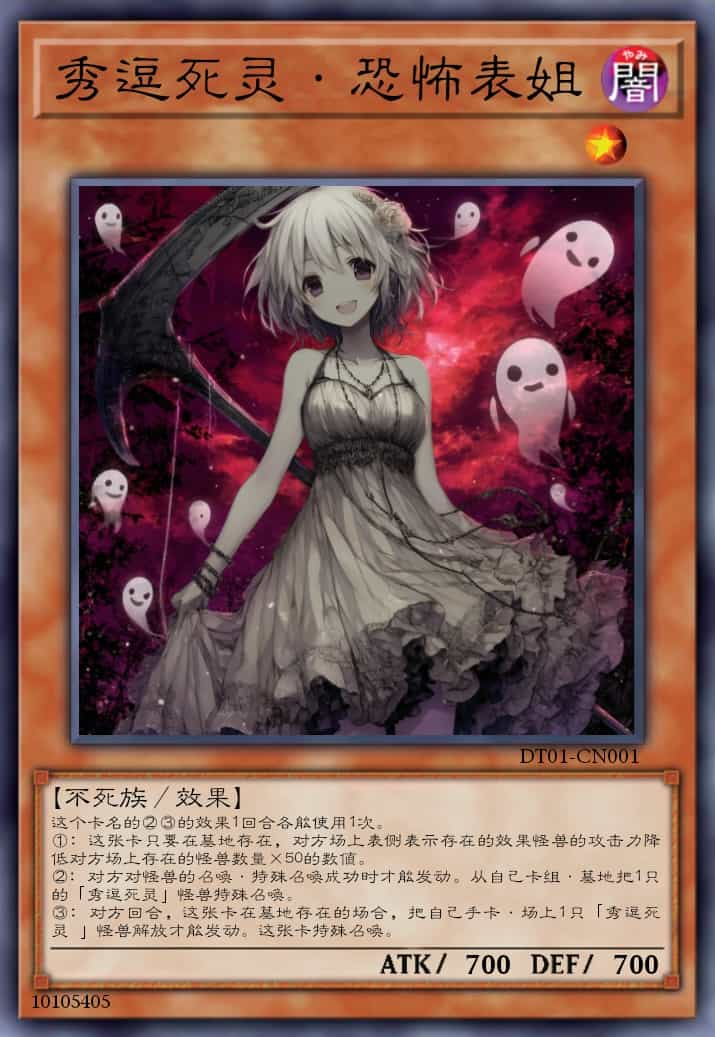 秀逗死灵·恐怖表姐
やみ
闇
DT01-CN001
【不死族／效果】
这个卡名的②③的效果1回合各能使用1次。
①：这张卡只要在墓地存在，对方场上表侧表示存在的效果怪兽的攻击力降
低对方场上存在的怪兽数量×50的数值。
②：对方对怪兽的召唤·特殊召唤成功时才能发动。从自己卡组·墓地把1只
的「秀逗死灵」怪兽特殊召唤。
③：对方回合，这张卡在墓地存在的场合，把自己手卡·场上1只「秀逗死
灵 」怪兽解放才能发动。这张卡特殊召唤。
ATK/ 700 DEF/ 700
10105405